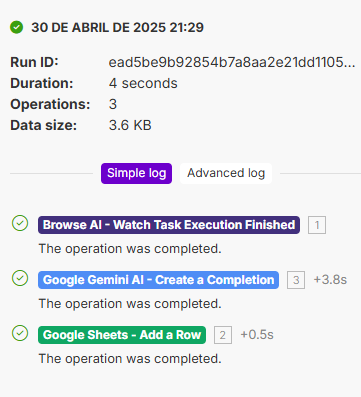 30 DE ABRIL DE 2025 21:29
Run ID: ead5be9b92854b7a8aa2e21dd1105...
Duration: 4 seconds
Operations: 3
Data size: 3.6 KB
Simple log Advanced log
Browse AI - Watch Task Execution Finished 1
The operation was completed.
Google Gemini AI - Create a Completion 3 +3.8s
The operation was completed.
Google Sheets - Add a Row 2 +0.5s
The operation was completed.